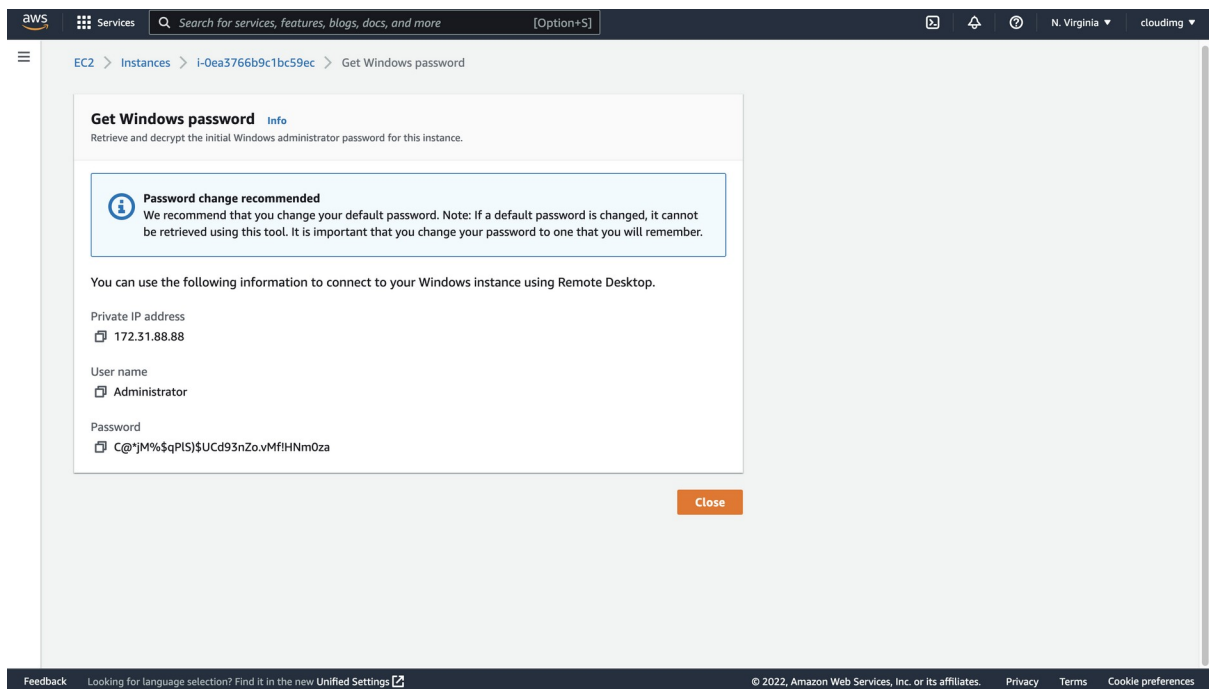 aws Services Search for services, features, blogs, docs, and more [Option+S] N. Virginia cloudimg
EC2 > Instances > i-0ea3766b9c1bc59ec > Get Windows password
Get Windows password Info
Retrieve and decrypt the initial Windows administrator password for this instance.
Password change recommended
We recommend that you change your default password. Note: If a default password is changed, it cannot
be retrieved using this tool. It is important that you change your password to one that you will remember.
You can use the following information to connect to your Windows instance using Remote Desktop.
Private IP address
172.31.88.88
User name
Administrator
Password
C@*jM%$qPlS)$UCd93nZo.vMf!HNm0za
Close
Feedback Looking for language selection? Find it in the new Unified Settings © 2022, Amazon Web Services, Inc. or its affiliates. Privacy Terms Cookie preferences